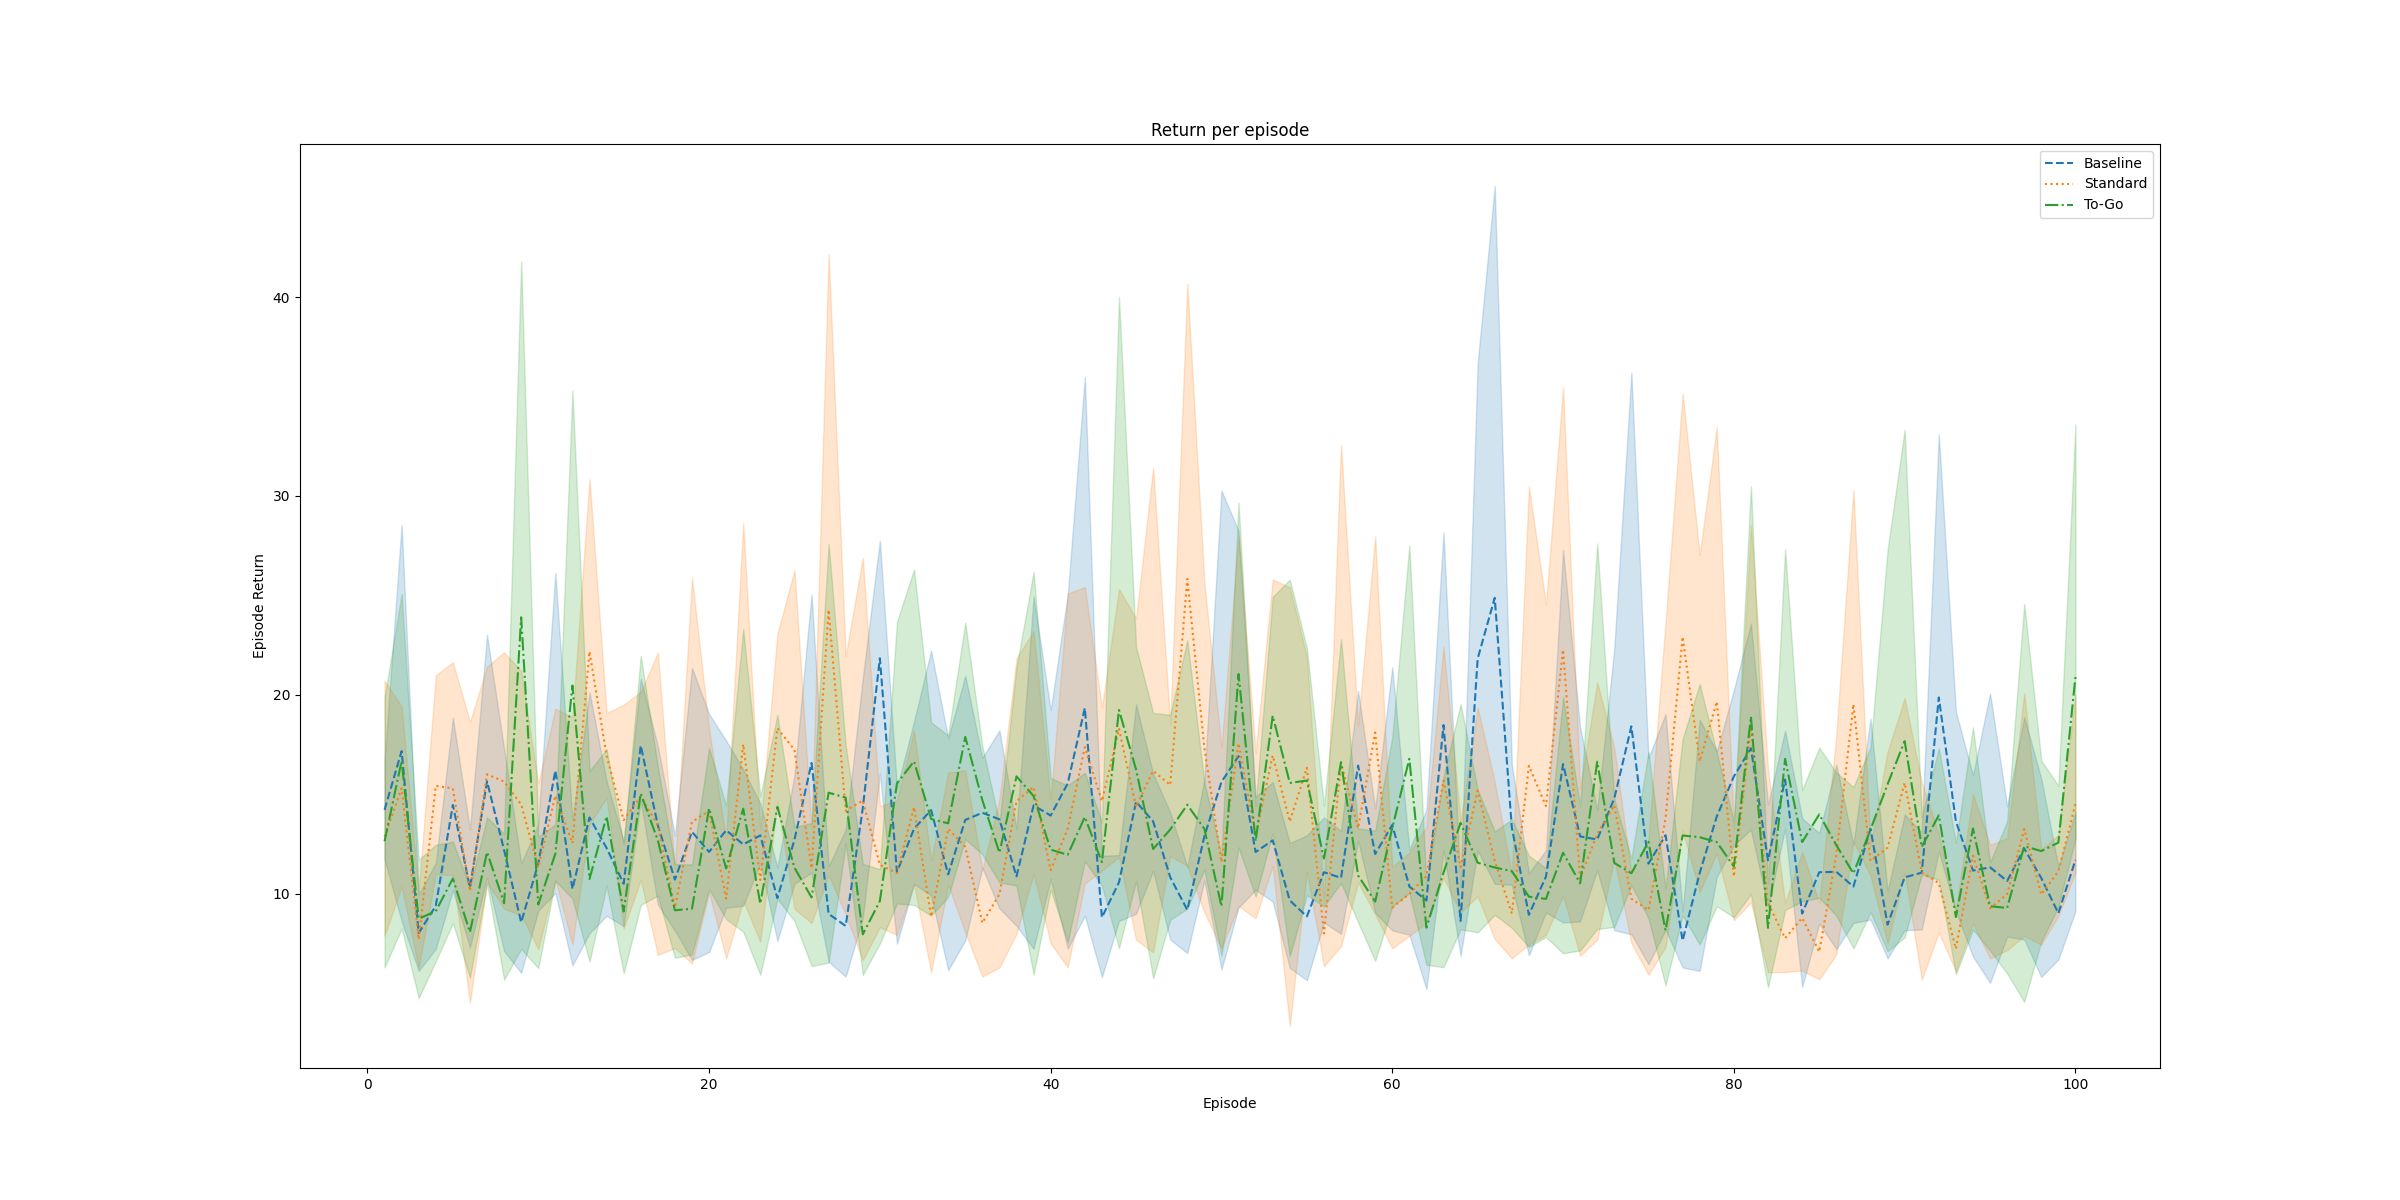 Return per episode
Baseline
Standard
To-Go
40
30
20
10
Episode Return
0 20 40 60 80 100
Episode